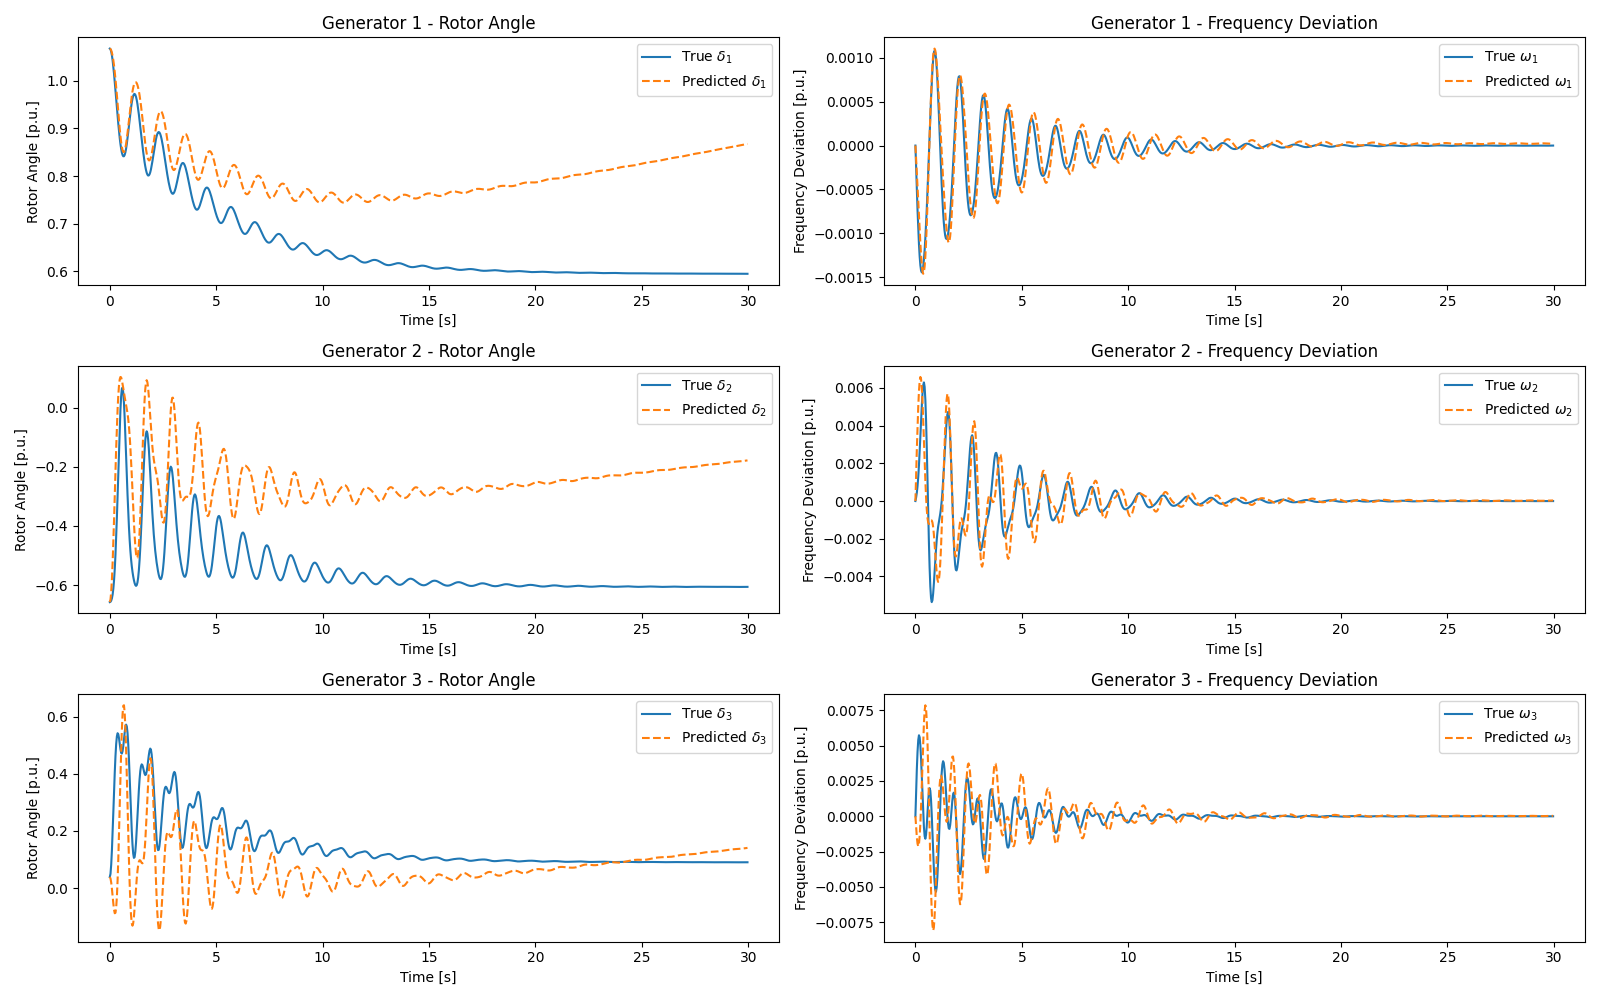 Generator 1 - Rotor Angle
Rotor Angle [p.u.]
1.0
0.9
0.8
0.7
0.6
True δ₁
Predicted δ₁
0 5 10 15 20 25 30
Time [s]
Generator 1 - Frequency Deviation
Frequency Deviation [p.u.]
0.0010
0.0005
0.0000
−0.0005
−0.0010
−0.0015
True ω₁
Predicted ω₁
0 5 10 15 20 25 30
Time [s]
Generator 2 - Rotor Angle
Rotor Angle [p.u.]
0.0
−0.2
−0.4
−0.6
True δ₂
Predicted δ₂
0 5 10 15 20 25 30
Time [s]
Generator 2 - Frequency Deviation
Frequency Deviation [p.u.]
0.006
0.004
0.002
0.000
−0.002
−0.004
True ω₂
Predicted ω₂
0 5 10 15 20 25 30
Time [s]
Generator 3 - Rotor Angle
Rotor Angle [p.u.]
0.6
0.4
0.2
0.0
True δ₃
Predicted δ₃
0 5 10 15 20 25 30
Time [s]
Generator 3 - Frequency Deviation
Frequency Deviation [p.u.]
0.0075
0.0050
0.0025
0.0000
−0.0025
−0.0050
−0.0075
True ω₃
Predicted ω₃
0 5 10 15 20 25 30
Time [s]